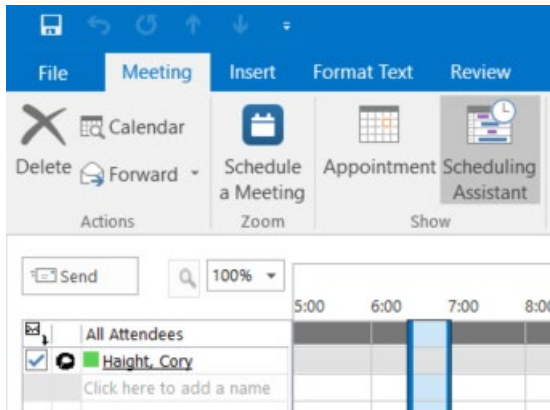 File Meeting Insert Format Text Review
Delete
Calendar
Forward
Schedule a Meeting
Appointment
Scheduling Assistant
Actions Zoom Show
Send 100%
5:00 6:00 7:00 8:00
All Attendees
Haight, Cory
Click here to add a name